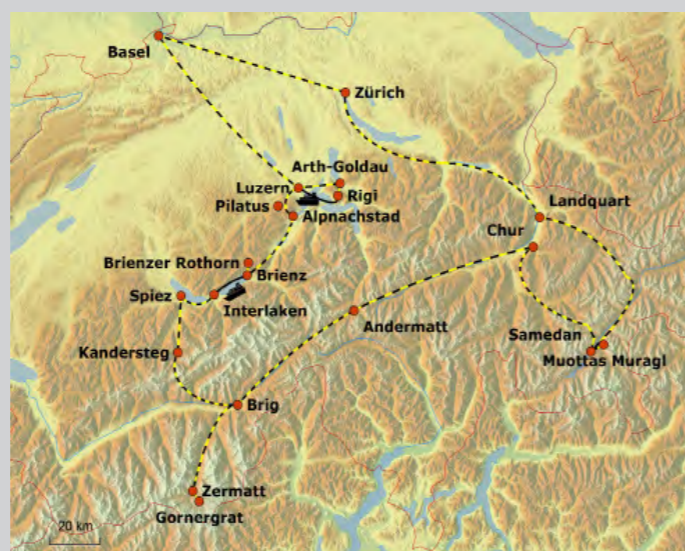 Basel
Zürich
Arth-Goldau
Luzern
Rigi
Pilatus
Alpnachstad
Landquart
Chur
Brienzer Rothorn
Brienz
Spiez
Interlaken
Andermatt
Samedan
Muottas Muragl
Kandersteg
Brig
Zermatt
Gornergrat
20 km